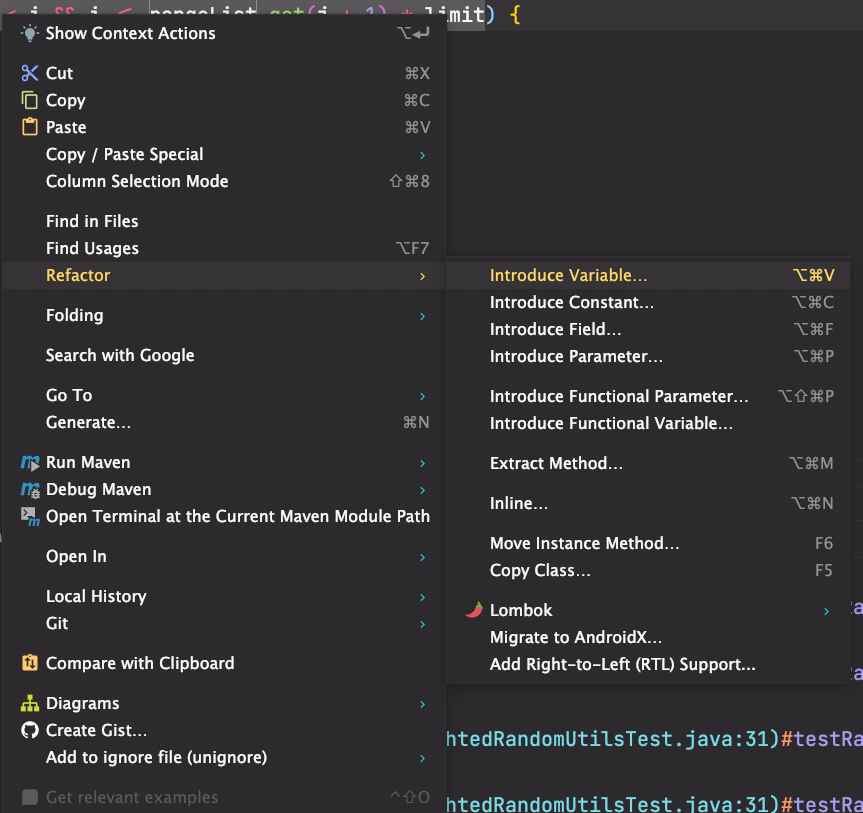 limit) {
Show Context Actions ⌥⏎
Cut ⌘X
Copy ⌘C
Paste ⌘V
Copy / Paste Special ›
Column Selection Mode ⇧⌘8
Find in Files
Find Usages ⌥F7
Refactor ›
Folding ›
Search with Google
Go To ›
Generate... ⌘N
Run Maven ›
Debug Maven ›
Open Terminal at the Current Maven Module Path
Open In ›
Local History ›
Git ›
Compare with Clipboard
Diagrams ›
Create Gist...
Add to ignore file (unignore) ›
Get relevant examples ^⇧O
Introduce Variable... ⌥⌘V
Introduce Constant... ⌥⌘C
Introduce Field... ⌥⌘F
Introduce Parameter... ⌥⌘P
Introduce Functional Parameter... ⌥⇧⌘P
Introduce Functional Variable...
Extract Method... ⌥⌘M
Inline... ⌥⌘N
Move Instance Method... F6
Copy Class... F5
Lombok ›
Migrate to AndroidX...
Add Right-to-Left (RTL) Support...
htedRandomUtilsTest.java:31)#testRa
htedRandomUtilsTest.java:31)#testRa